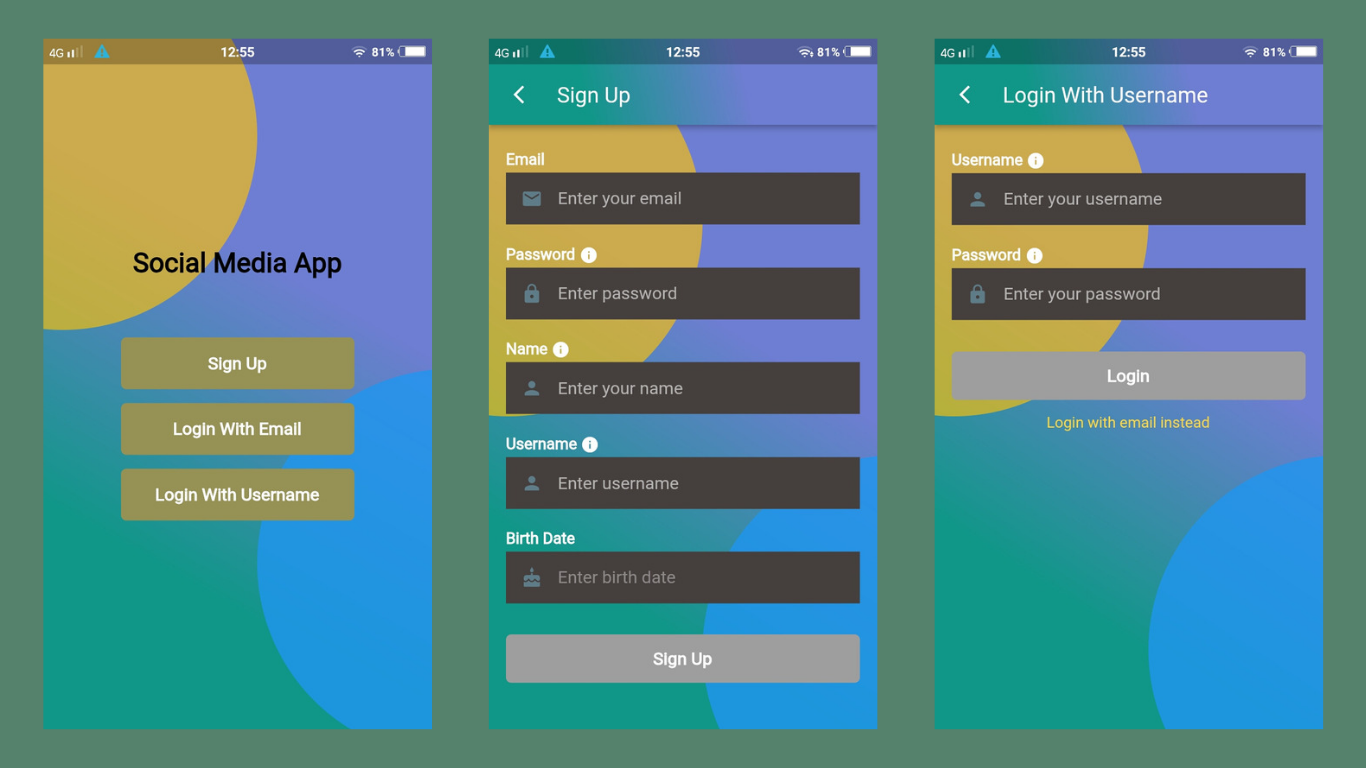 4G 12:55 81%
Social Media App
Sign Up
Login With Email
Login With Username
4G 12:55 81%
Sign Up
Email
Enter your email
Password
Enter password
Name
Enter your name
Username
Enter username
Birth Date
Enter birth date
Sign Up
4G 12:55 81%
Login With Username
Username
Enter your username
Password
Enter your password
Login
Login with email instead